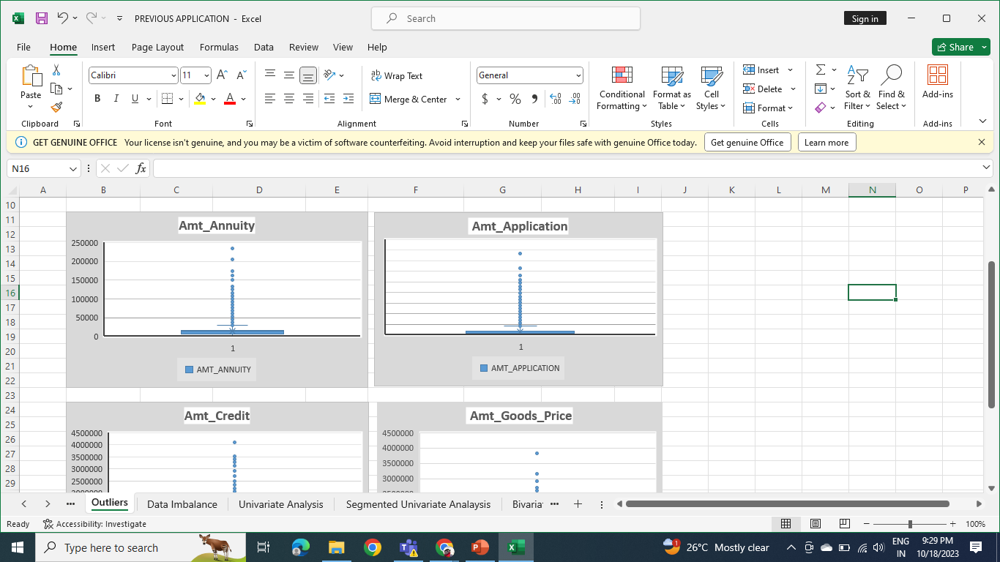 PREVIOUS APPLICATION - Excel
Search
Sign in
File Home Insert Page Layout Formulas Data Review View Help
Share
Paste
Calibri 11
B I U
A
Wrap Text
Merge & Center
General
$ %
Conditional Formatting
Format as Table
Cell Styles
Insert
Delete
Format
Sort & Filter
Find & Select
Add-ins
Clipboard Font Alignment Number Styles Cells Editing Add-ins
GET GENUINE OFFICE Your license isn't genuine, and you may be a victim of software counterfeiting. Avoid interruption and keep your files safe with genuine Office today. Get genuine Office Learn more
N16 fx
A B C D E F G H I J K L M N O P
10
11
12
13
14
15
16
17
18
19
20
21
22
23
24
25
26
27
28
29
Amt_Annuity
250000
200000
150000
100000
50000
0
1
AMT_ANNUITY
Amt_Application
1
AMT_APPLICATION
Amt_Credit
4500000
4000000
3500000
3000000
2500000
2000000
Amt_Goods_Price
4500000
4000000
3500000
3000000
2500000
Outliers Data Imbalance Univariate Analysis Segmented Univariate Analaysis Bivaria
Ready Accessibility: Investigate 100%
Type here to search
1
26°C Mostly clear
ENG
IN
9:29 PM
10/18/2023